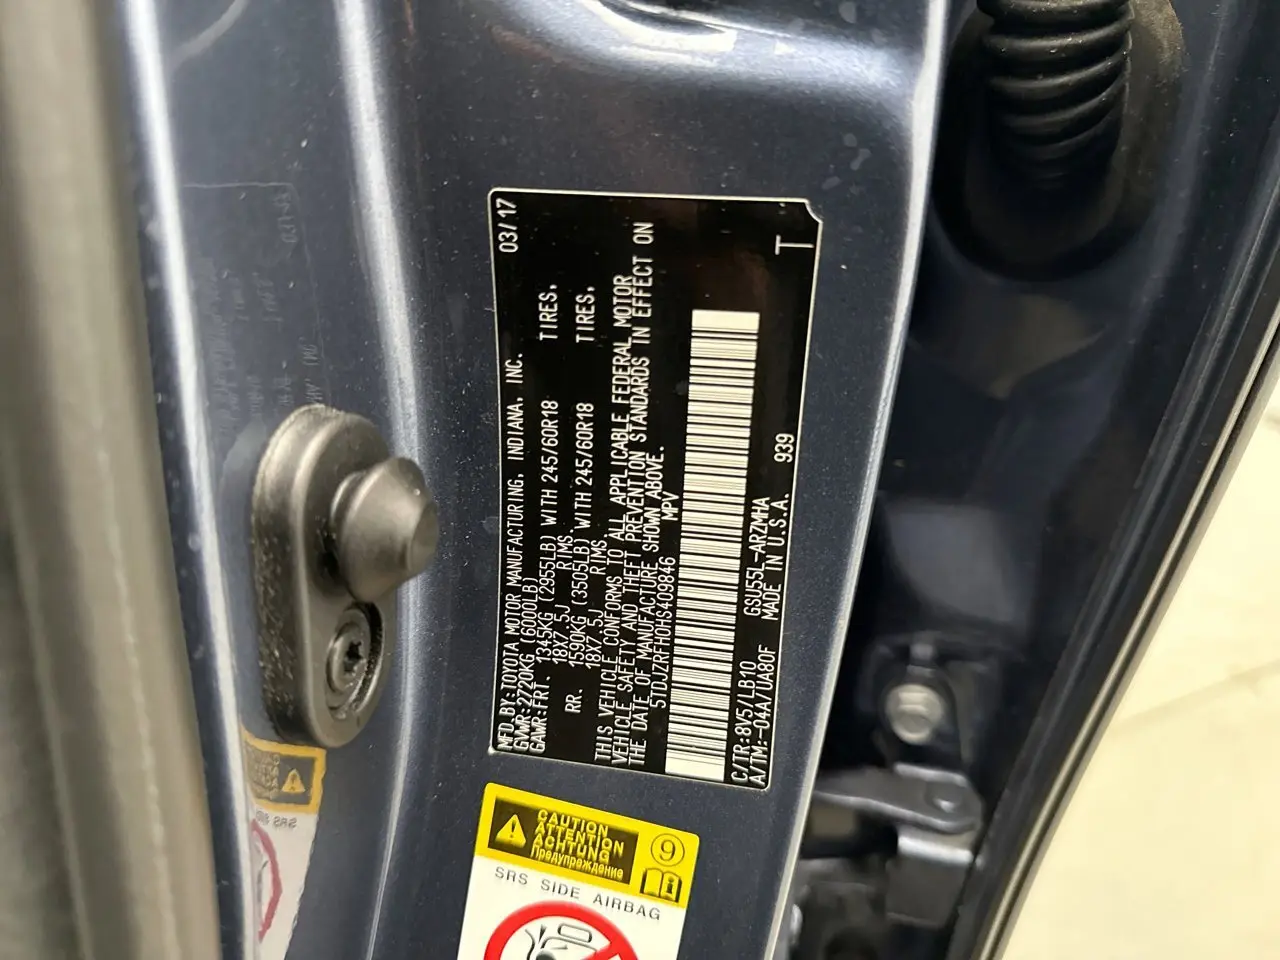 MFD.BY:TOYOTA MOTOR MANUFACTURING, INDIANA, INC. 03/17
GVWR:2720KG (6000LB)
GAWR:FRT. 1345KG (2955LB) WITH 245/60R18 TIRES,
18X7.5J RIMS,
RR. 1590KG (3505LB) WITH 245/60R18 TIRES,
18X7.5J RIMS
THIS VEHICLE CONFORMS TO ALL APPLICABLE FEDERAL MOTOR
VEHICLE SAFETY AND THEFT PREVENTION STANDARDS IN EFFECT ON
THE DATE OF MANUFACTURE SHOWN ABOVE.
5TDJZRFH0HS409846 MPV
C/TR:8V5/LB10 GSU55L-ARZMHA 939 T
A/TM:-04A/UA80F MADE IN U.S.A.
CAUTION
ATTENTION
ACHTUNG
Предупреждение
9
SRS SIDE AIRBAG